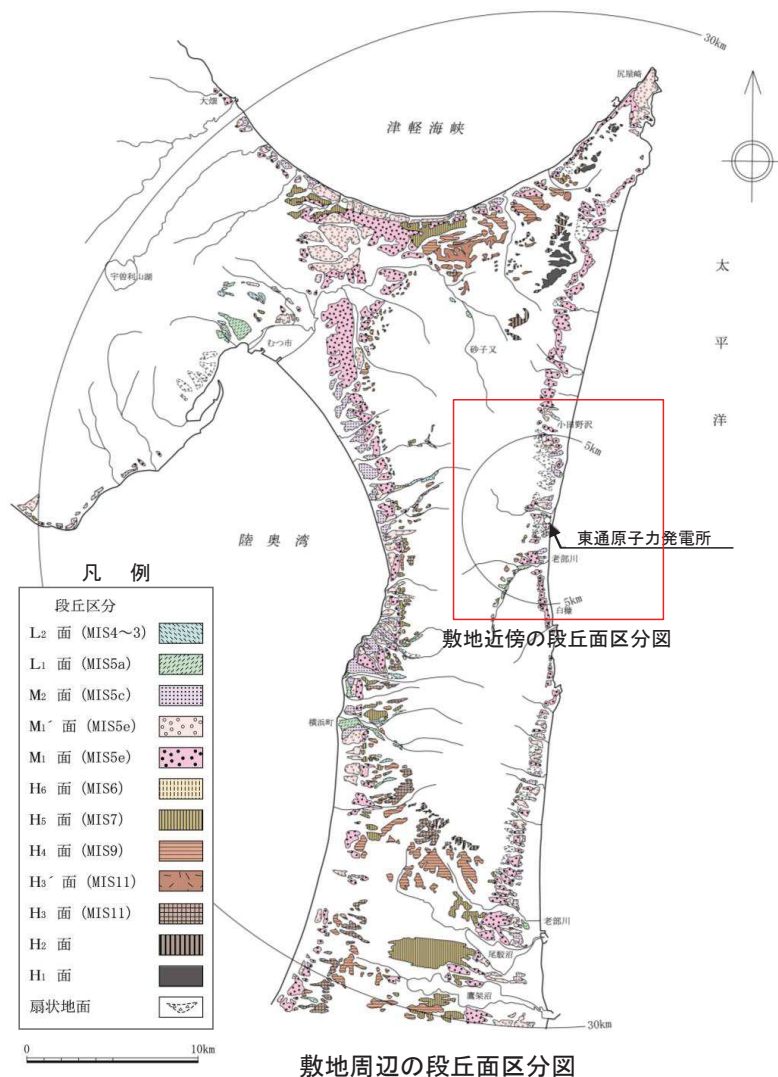 30km
尻屋崎
大畑
津軽海峡
宇曽利山湖
むつ市
砂子又
太平洋
小田野沢
5km
陸奥湾
東通原子力発電所
老部川
5km
白糠
敷地近傍の段丘面区分図
凡 例
段丘区分
L2 面 (MIS4～3)
L1 面 (MIS5a)
M2 面 (MIS5c)
M1´ 面 (MIS5e)
M1 面 (MIS5e)
H6 面 (MIS6)
H5 面 (MIS7)
H4 面 (MIS9)
H3´ 面 (MIS11)
H3 面 (MIS11)
H2 面
H1 面
扇状地面
横浜町
老部川
尾駮沼
鷹架沼
30km
0 10km
敷地周辺の段丘面区分図